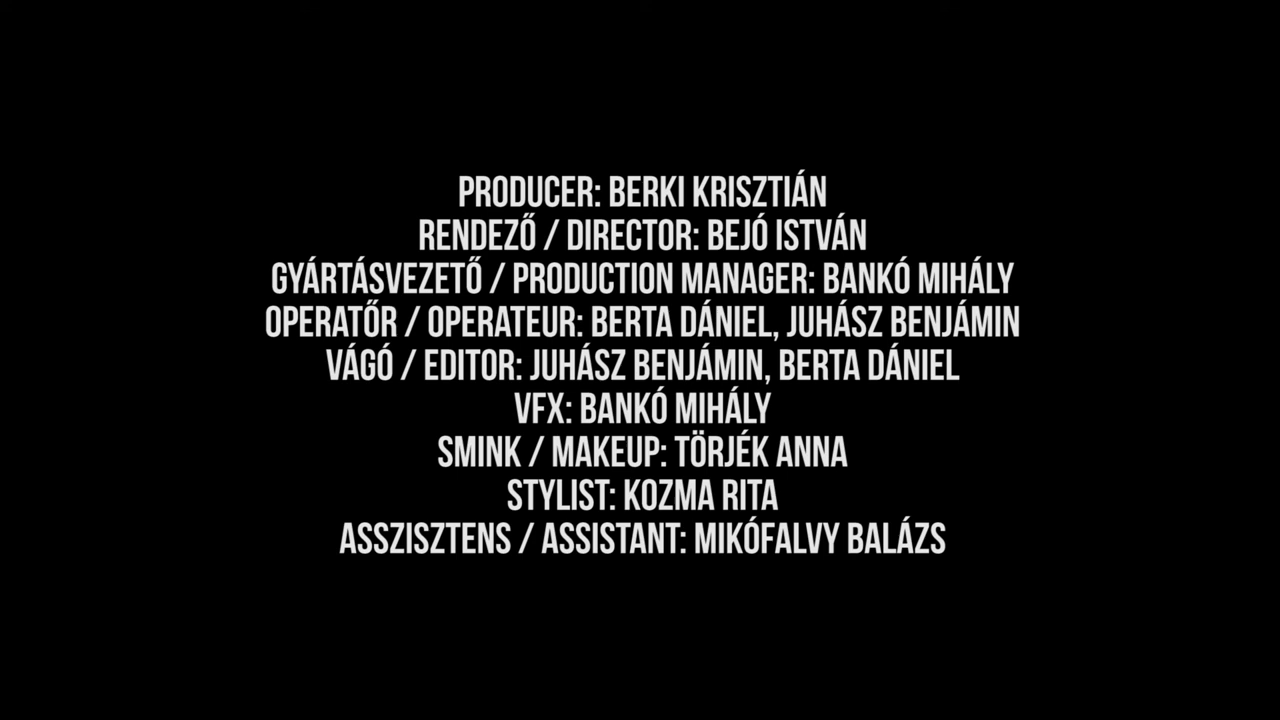 PRODUCER: BERKI KRISZTIÁN
RENDEZŐ / DIRECTOR: BEJÓ ISTVÁN
GYÁRTÁSVEZETŐ / PRODUCTION MANAGER: BANKÓ MIHÁLY
OPERATŐR / OPERATEUR: BERTA DÁNIEL, JUHÁSZ BENJÁMIN
VÁGÓ / EDITOR: JUHÁSZ BENJÁMIN, BERTA DÁNIEL
VFX: BANKÓ MIHÁLY
SMINK / MAKEUP: TÖRJÉK ANNA
STYLIST: KOZMA RITA
ASSZISZTENS / ASSISTANT: MIKÓFALVY BALÁZS